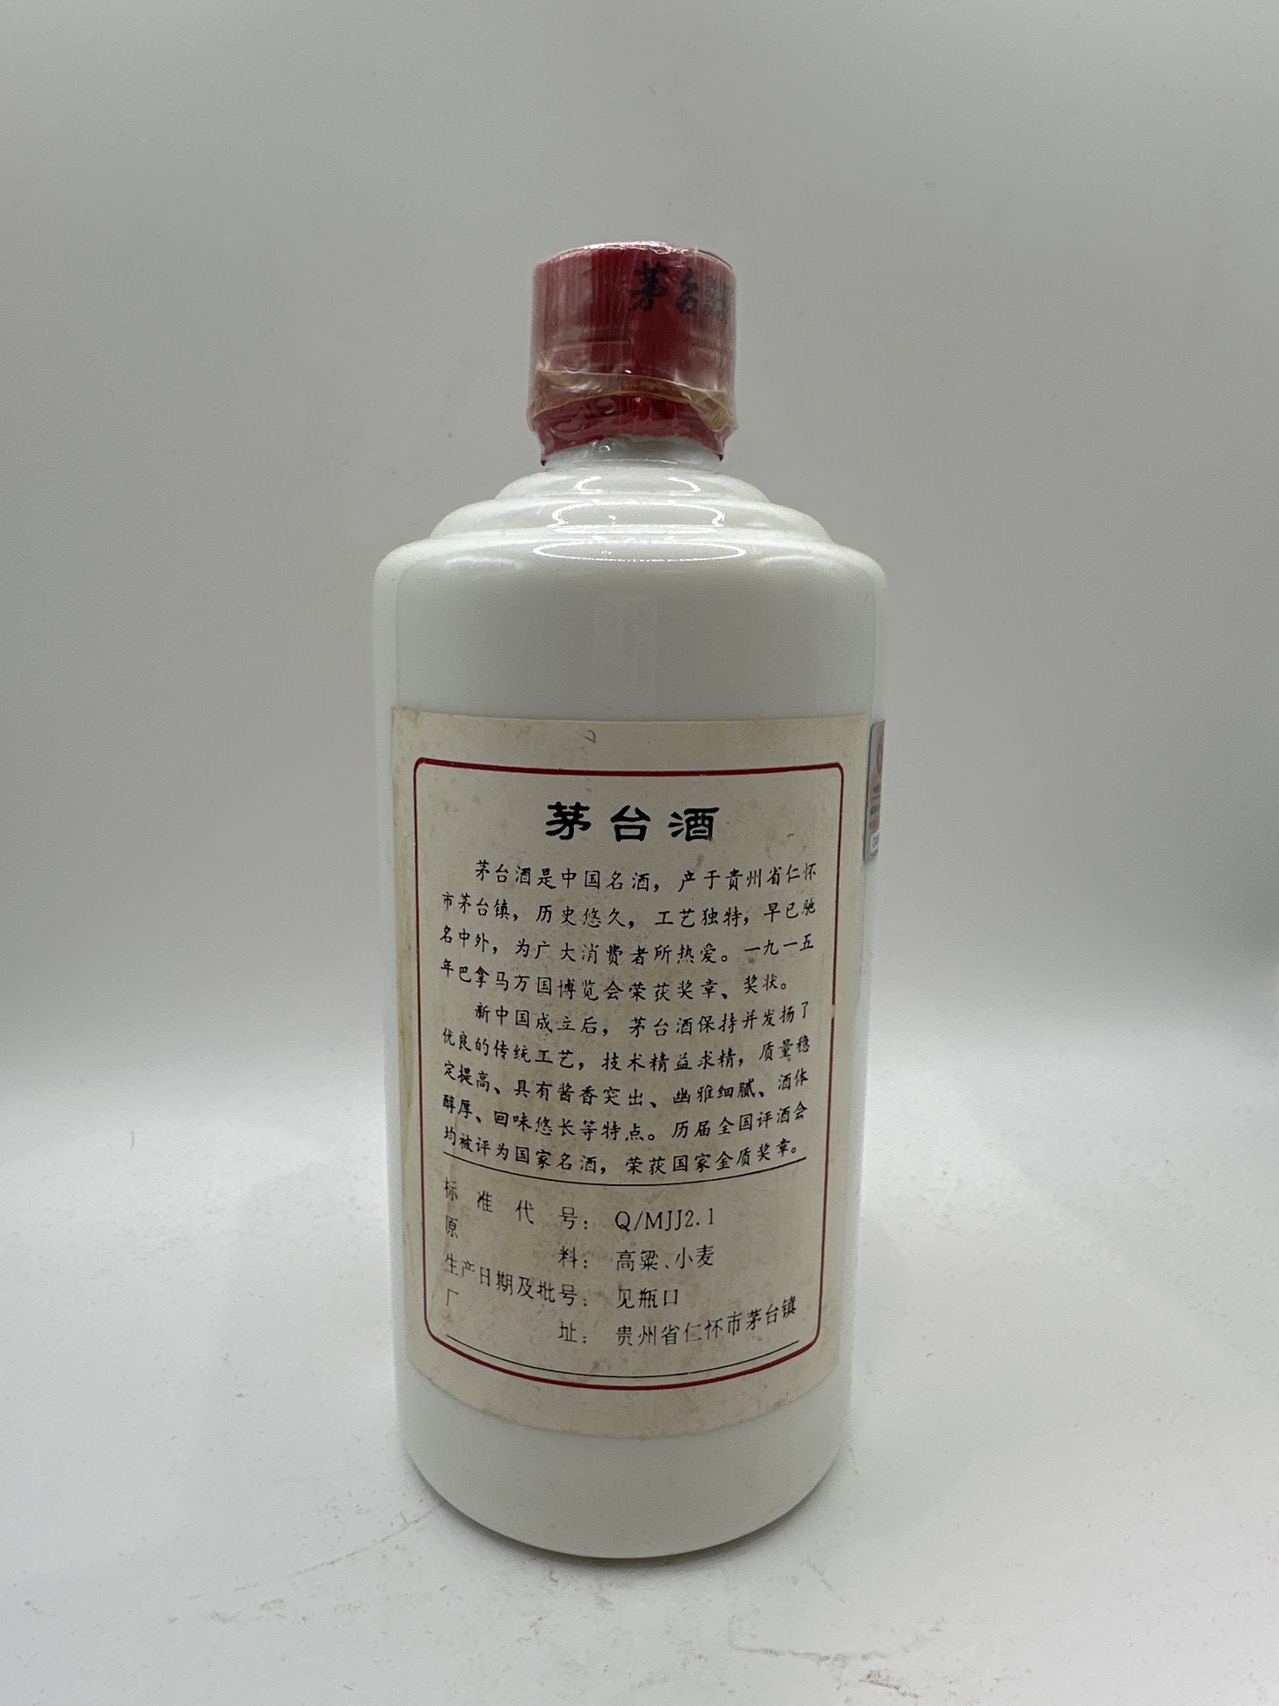 茅台
茅台酒
茅台酒是中国名酒，产于贵州省仁怀
市茅台镇，历史悠久，工艺独特，早已驰
名中外，为广大消费者所热爱。一九一五
年巴拿马万国博览会荣获奖章、奖状。
新中国成立后，茅台酒保持并发扬了
优良的传统工艺，技术精益求精，质量稳
定提高、具有酱香突出、幽雅细腻、酒体
醇厚、回味悠长等特点。历届全国评酒会
均被评为国家名酒，荣获国家金质奖章。
标准代号：Q/MJJ2.1
原料：高粱、小麦
生产日期及批号：见瓶口
厂址：贵州省仁怀市茅台镇